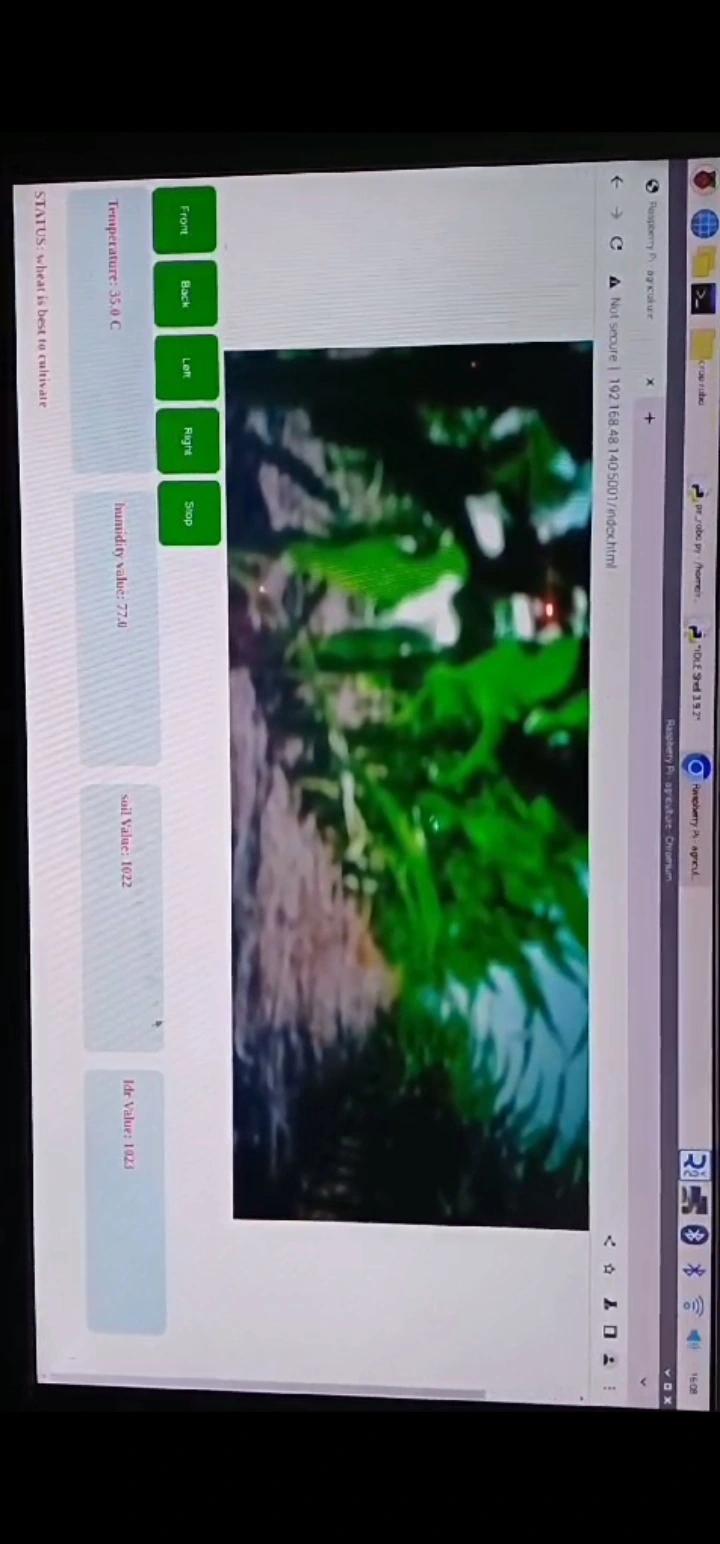 crop robo
pr_robo.py - /home/r...
*IDLE Shell 3.9.2*
Raspberry Pi - agricul...
16:08
Raspberry Pi - agriculture - Chromium
Raspberry Pi - agriculture
Not secure | 192.168.48.140:5001/index.html
Front Back Left Right Stop
Temperature: 35.0 C
humidity value: 77.0
soil Value: 1022
ldr Value: 1023
STATUS: wheat is best to cultivate